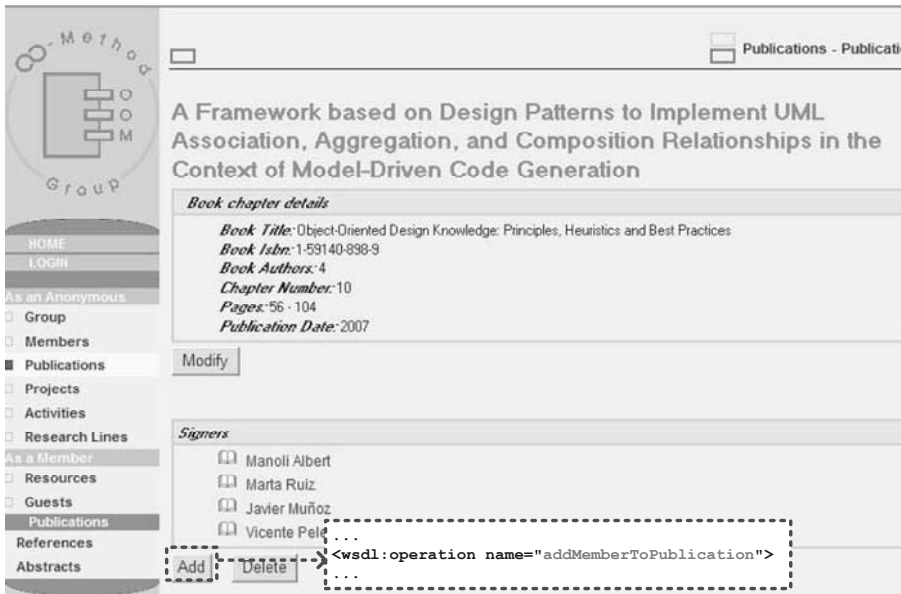 OO-Method
OOM
Group
HOME
LOGIN
As an Anonymous
Group
Members
Publications
Projects
Activities
Research Lines
As a Member
Resources
Guests
Publications
References
Abstracts
Publications - Publicati
A Framework based on Design Patterns to Implement UML
Association, Aggregation, and Composition Relationships in the
Context of Model-Driven Code Generation
Book chapter details
Book Title: Object-Oriented Design Knowledge: Principles, Heuristics and Best Practices
Book Isbn: 1-59140-898-9
Book Authors: 4
Chapter Number: 10
Pages: 56 - 104
Publication Date: 2007
Modify
Signers
Manoli Albert
Marta Ruiz
Javier Muñoz
Vicente Pele
Add
Delete
...
<wsdl:operation name="addMemberToPublication">
...